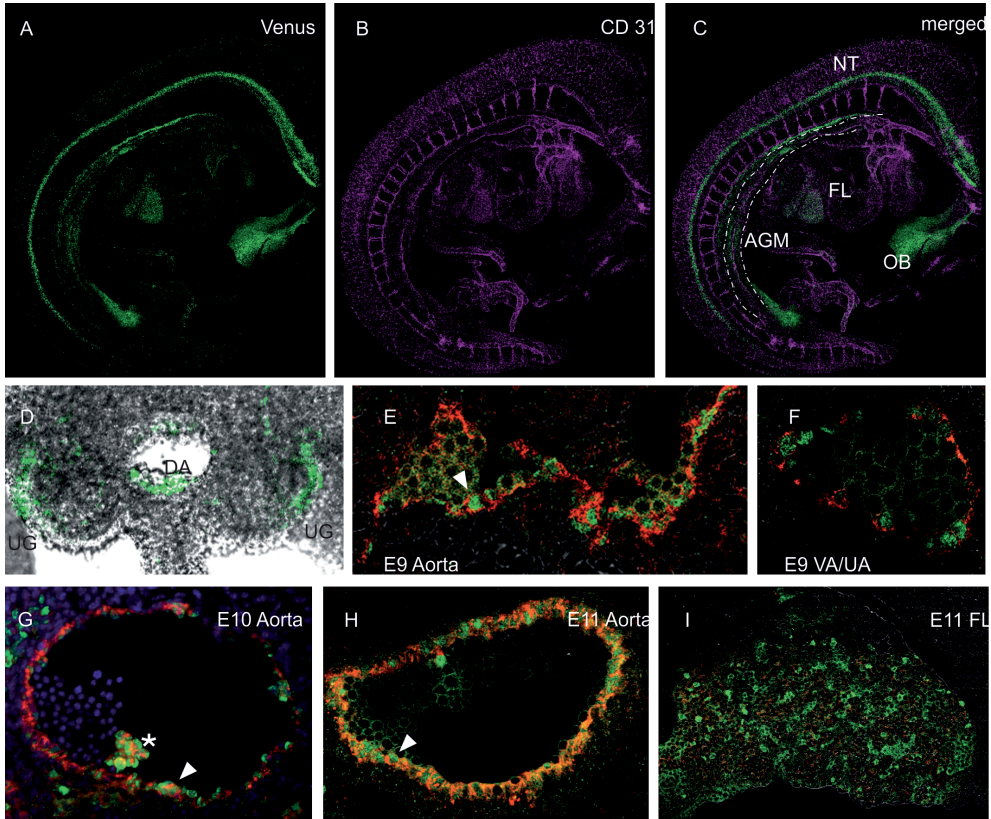 A Venus
B CD 31
C merged
NT
FL
AGM
OB
D
DA
UG UG
E
E9 Aorta
F
E9 VA/UA
G E10 Aorta
*
H E11 Aorta
I E11 FL